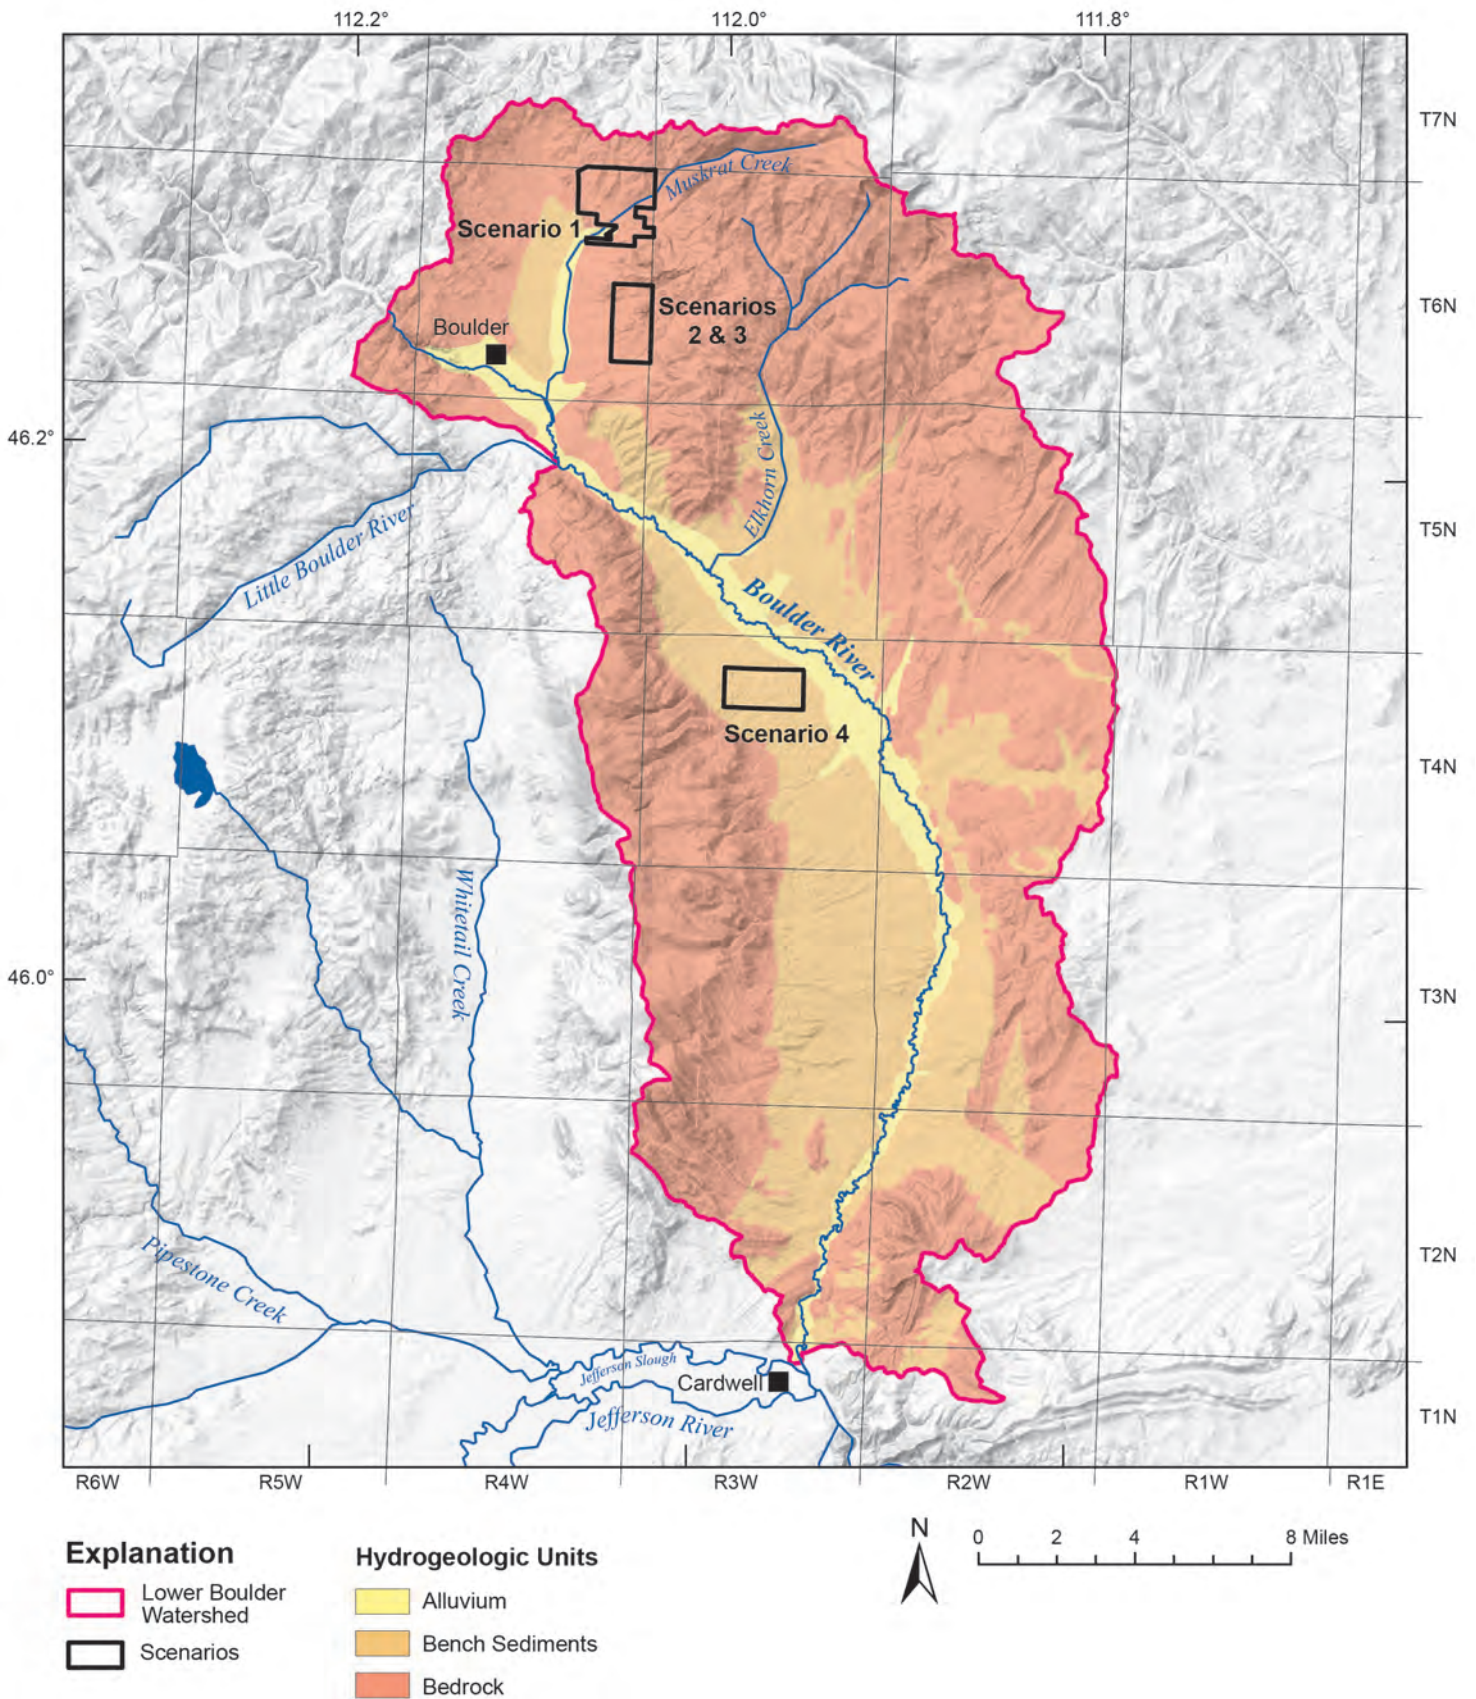 112.2°
112.0°
111.8°
T7N
Muskrat Creek
Scenario 1
Scenarios
2 & 3
T6N
Boulder
46.2°
Elkhorn Creek
T5N
Little Boulder River
Boulder River
Scenario 4
T4N
Whitetail Creek
46.0°
T3N
Pipestone Creek
T2N
Jefferson Slough
Cardwell
Jefferson River
T1N
R6W
R5W
R4W
R3W
R2W
R1W
R1E
Explanation
Lower Boulder
Watershed
Scenarios
Hydrogeologic Units
Alluvium
Bench Sediments
Bedrock
N
0
2
4
8 Miles